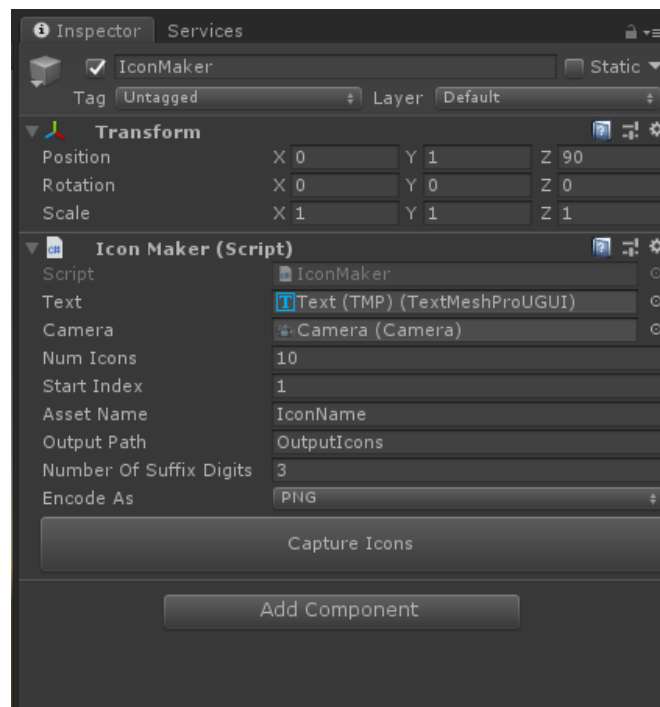 Inspector Services
IconMaker Static
Tag Untagged Layer Default
Transform
Position X 0 Y 1 Z 90
Rotation X 0 Y 0 Z 0
Scale X 1 Y 1 Z 1
c# Icon Maker (Script)
Script IconMaker
Text Text (TMP) (TextMeshProUGUI)
Camera Camera (Camera)
Num Icons 10
Start Index 1
Asset Name IconName
Output Path OutputIcons
Number Of Suffix Digits 3
Encode As PNG
Capture Icons
Add Component